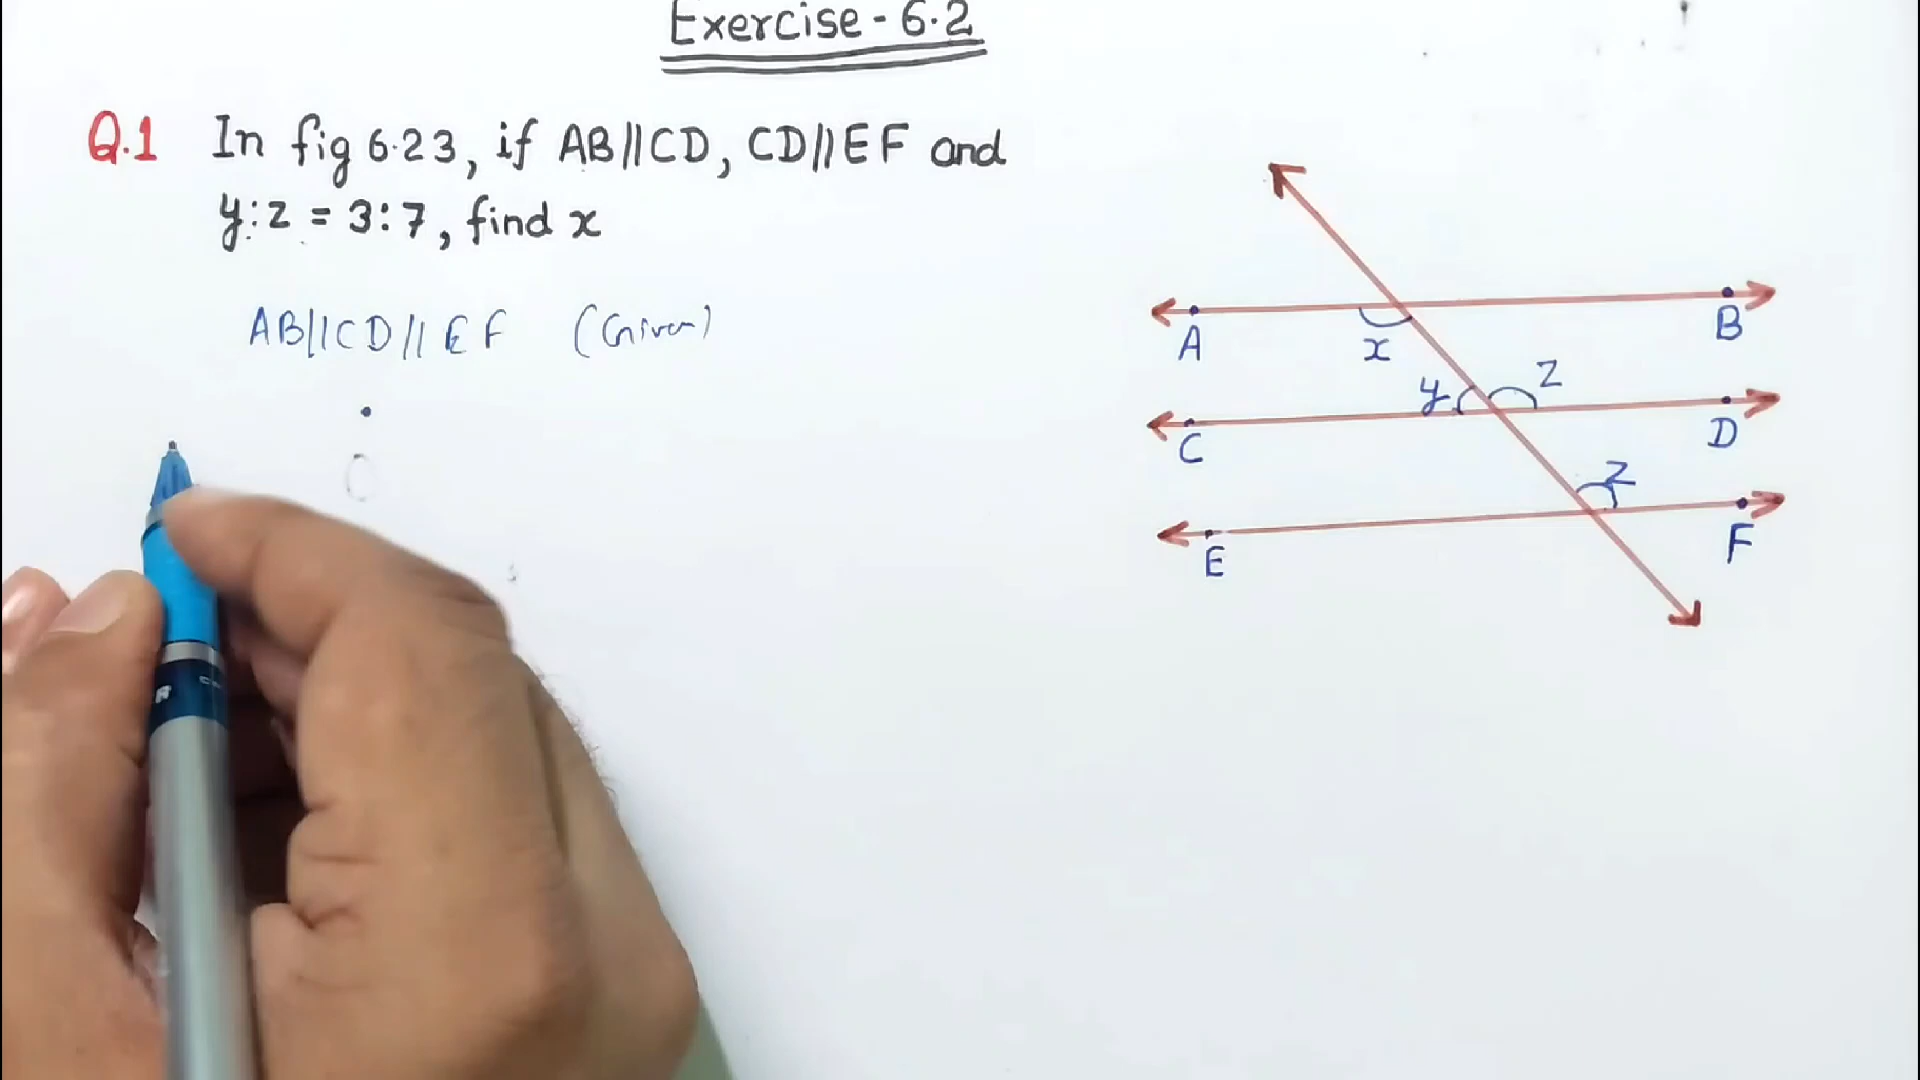 Exercise - 6.2
Q.1 In fig 6.23, if AB||CD, CD||EF and
y:z = 3:7, find x
AB||CD||EF (Given)
A
B
x
y
z
C
D
z
E
F